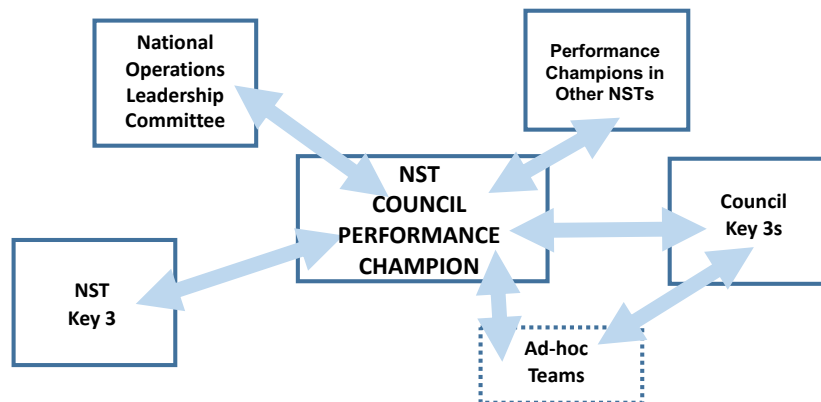 National
Operations
Leadership
Committee
Performance
Champions in
Other NSTs
NST
COUNCIL
PERFORMANCE
CHAMPION
Council
Key 3s
NST
Key 3
Ad-hoc
Teams